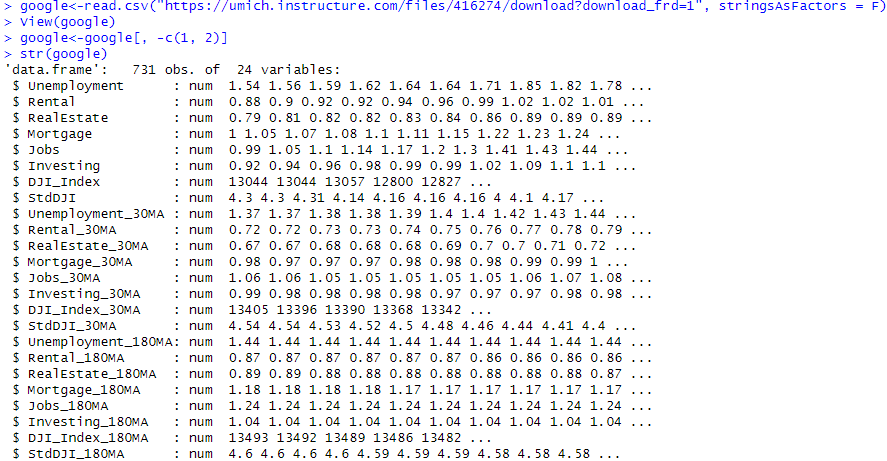 > google<-read.csv("https://umich.instructure.com/files/416274/download?download_frd=1", stringsAsFactors = F)
> View(google)
> google<-google[, -c(1, 2)]
> str(google)
'data.frame':   731 obs. of  24 variables:
 $ Unemployment      : num  1.54 1.56 1.59 1.62 1.64 1.64 1.71 1.85 1.82 1.78 ...
 $ Rental            : num  0.88 0.9 0.92 0.92 0.94 0.96 0.99 1.02 1.02 1.01 ...
 $ RealEstate        : num  0.79 0.81 0.82 0.82 0.83 0.84 0.86 0.89 0.89 0.89 ...
 $ Mortgage          : num  1 1.05 1.07 1.08 1.1 1.11 1.15 1.22 1.23 1.24 ...
 $ Jobs              : num  0.99 1.05 1.1 1.14 1.17 1.2 1.3 1.41 1.43 1.44 ...
 $ Investing         : num  0.92 0.94 0.96 0.98 0.99 0.99 1.02 1.09 1.1 1.1 ...
 $ DJI_Index         : num  13044 13044 13057 12800 12827 ...
 $ StdDJI            : num  4.3 4.3 4.31 4.14 4.16 4.16 4.16 4 4.1 4.17 ...
 $ Unemployment_30MA : num  1.37 1.37 1.38 1.38 1.39 1.4 1.4 1.42 1.43 1.44 ...
 $ Rental_30MA       : num  0.72 0.72 0.73 0.73 0.74 0.75 0.76 0.77 0.78 0.79 ...
 $ RealEstate_30MA   : num  0.67 0.67 0.68 0.68 0.68 0.69 0.7 0.7 0.71 0.72 ...
 $ Mortgage_30MA     : num  0.98 0.97 0.97 0.97 0.98 0.98 0.98 0.99 0.99 1 ...
 $ Jobs_30MA         : num  1.06 1.06 1.05 1.05 1.05 1.05 1.05 1.06 1.07 1.08 ...
 $ Investing_30MA    : num  0.99 0.98 0.98 0.98 0.98 0.97 0.97 0.97 0.98 0.98 ...
 $ DJI_Index_30MA    : num  13405 13396 13390 13368 13342 ...
 $ StdDJI_30MA       : num  4.54 4.54 4.53 4.52 4.5 4.48 4.46 4.44 4.41 4.4 ...
 $ Unemployment_180MA: num  1.44 1.44 1.44 1.44 1.44 1.44 1.44 1.44 1.44 1.44 ...
 $ Rental_180MA      : num  0.87 0.87 0.87 0.87 0.87 0.87 0.86 0.86 0.86 0.86 ...
 $ RealEstate_180MA  : num  0.89 0.89 0.88 0.88 0.88 0.88 0.88 0.88 0.88 0.87 ...
 $ Mortgage_180MA    : num  1.18 1.18 1.18 1.18 1.17 1.17 1.17 1.17 1.17 1.17 ...
 $ Jobs_180MA        : num  1.24 1.24 1.24 1.24 1.24 1.24 1.24 1.24 1.24 1.24 ...
 $ Investing_180MA   : num  1.04 1.04 1.04 1.04 1.04 1.04 1.04 1.04 1.04 1.04 ...
 $ DJI_Index_180MA   : num  13493 13492 13489 13486 13482 ...
 $ StdDJI_180MA      : num  4.6 4.6 4.6 4.6 4.59 4.59 4.59 4.58 4.58 4.58 ...